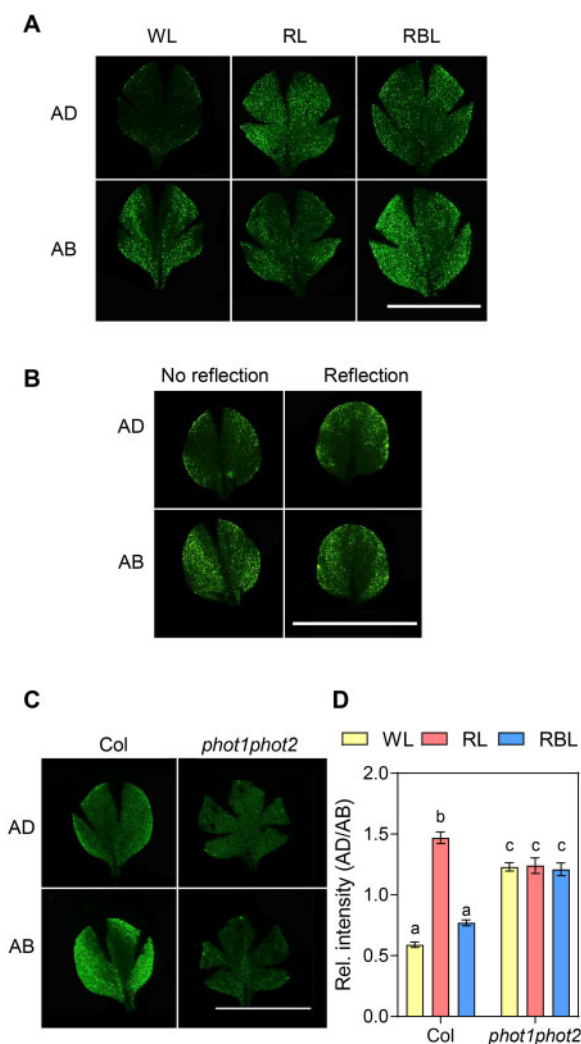 A
WL RL RBL
AD
AB
B
No reflection Reflection
AD
AB
C
Col phot1phot2
AD
AB
D
WL RL RBL
Rel. intensity (AD/AB)
2.0
1.5
1.0
0.5
0.0
a b a c c c
Col phot1phot2